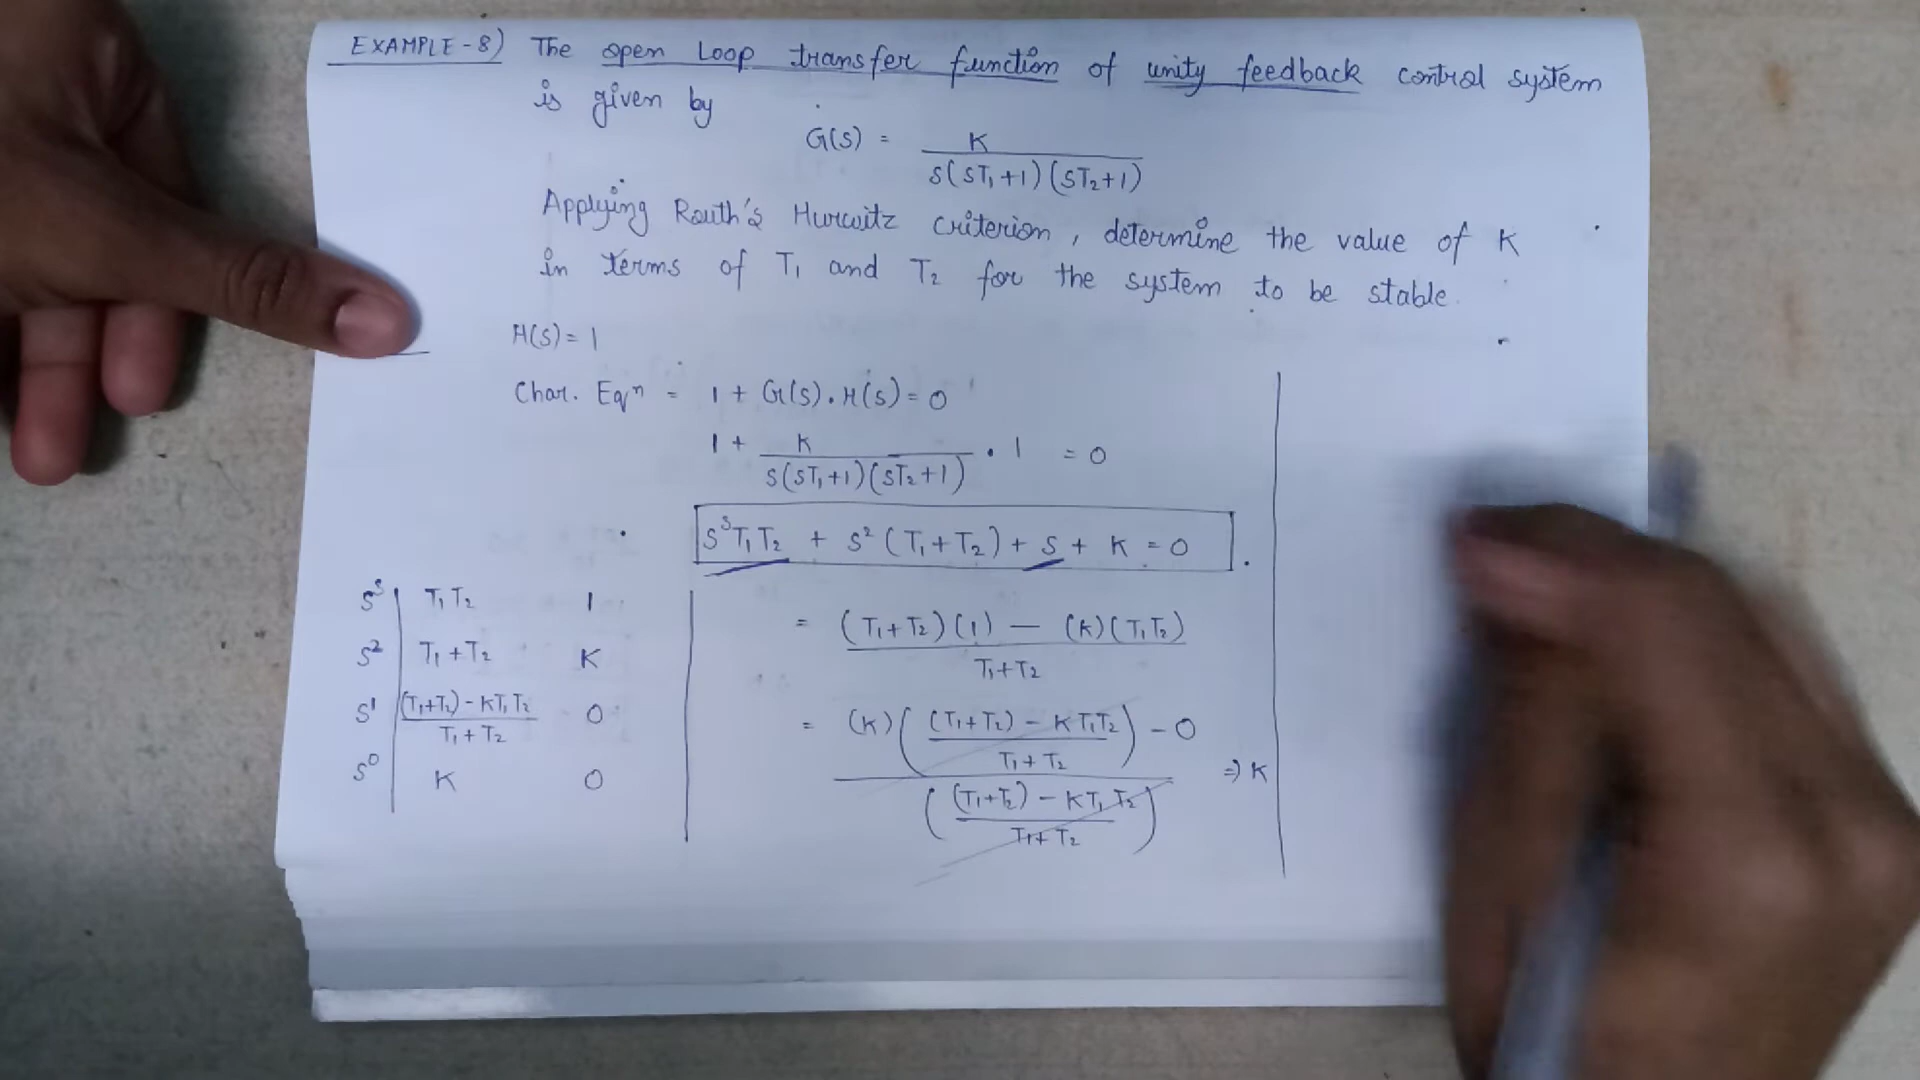 EXAMPLE-8) The open Loop transfer function of unity feedback control system
is given by
G(s) = K / s(sT₁+1)(sT₂+1)
Applying Routh's Hurwitz criterion, determine the value of K
in terms of T₁ and T₂ for the system to be stable.
H(s) = 1
Char. Eqⁿ = 1 + G(s).H(s) = 0
1 + K / s(sT₁+1)(sT₂+1) . 1 = 0
s³T₁T₂ + s²(T₁+T₂) + s + K = 0
s³ T₁T₂ 1
s² T₁+T₂ K
s¹ (T₁+T₂) - KT₁T₂ / T₁+T₂ 0
s⁰ K 0
= (T₁+T₂)(1) — (K)(T₁T₂) / T₁+T₂
= (K)((T₁+T₂) - KT₁T₂ / T₁+T₂) - 0 / ((T₁+T₂) - KT₁T₂ / T₁+T₂) ⇒ K